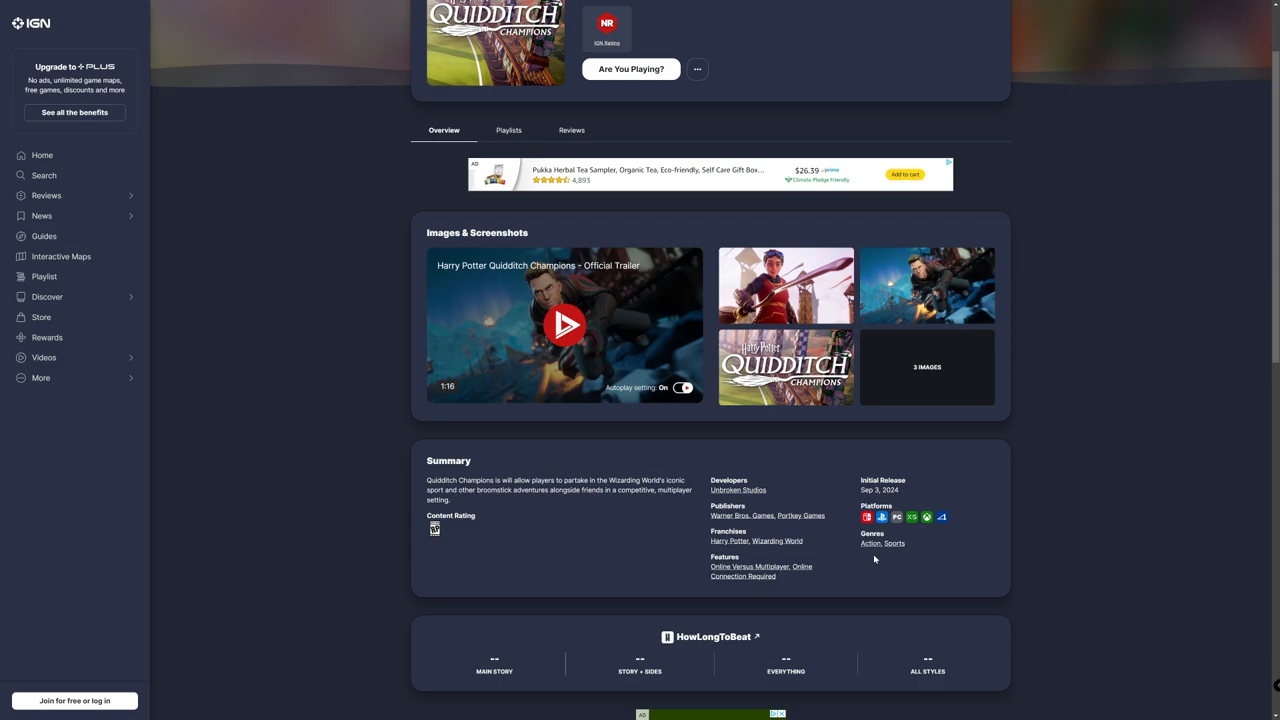 IGN
Upgrade to PLUS
No ads, unlimited game maps,
free games, discounts and more
See all the benefits
Home
Search
Reviews
News
Guides
Interactive Maps
Playlist
Discover
Store
Rewards
Videos
More
Join for free or log in
QUIDDITCH
CHAMPIONS
NR
IGN Rating
Are You Playing?
Overview
Playlists
Reviews
AD
Pukka Herbal Tea Sampler, Organic Tea, Eco-friendly, Self Care Gift Box...
4,893
$26.39 prime
Climate Pledge Friendly
Add to cart
Images & Screenshots
Harry Potter Quidditch Champions - Official Trailer
1:16
Autoplay setting: On
Harry Potter
QUIDDITCH
CHAMPIONS
3 IMAGES
Summary
Quidditch Champions is will allow players to partake in the Wizarding World's iconic
sport and other broomstick adventures alongside friends in a competitive, multiplayer
setting.
Content Rating
RP
Developers
Unbroken Studios
Publishers
Warner Bros. Games, Portkey Games
Franchises
Harry Potter, Wizarding World
Features
Online Versus Multiplayer, Online
Connection Required
Initial Release
Sep 3, 2024
Platforms
PC XS
Genres
Action, Sports
HowLongToBeat
-- -- -- --
MAIN STORY
STORY + SIDES
EVERYTHING
ALL STYLES
AD